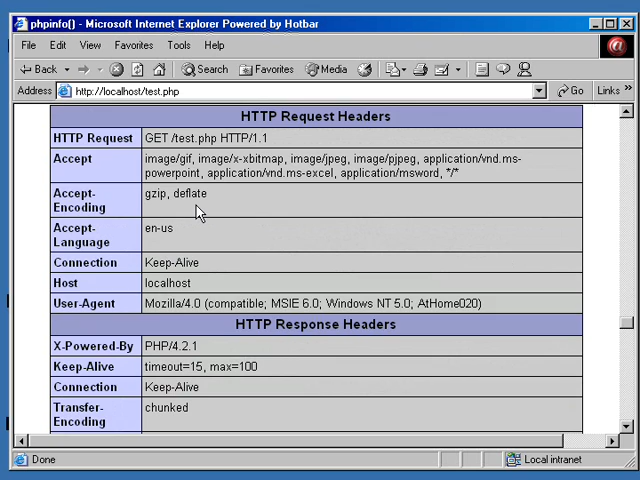 phpinfo() - Microsoft Internet Explorer Powered by Hotbar
File Edit View Favorites Tools Help
Back Search Favorites Media
Address http://localhost/test.php Go Links »
HTTP Request Headers
HTTP Request GET /test.php HTTP/1.1
Accept image/gif, image/x-xbitmap, image/jpeg, image/pjpeg, application/vnd.ms-
powerpoint, application/vnd.ms-excel, application/msword, */*
Accept- gzip, deflate
Encoding
Accept- en-us
Language
Connection Keep-Alive
Host localhost
User-Agent Mozilla/4.0 (compatible; MSIE 6.0; Windows NT 5.0; AtHome020)
HTTP Response Headers
X-Powered-By PHP/4.2.1
Keep-Alive timeout=15, max=100
Connection Keep-Alive
Transfer- chunked
Encoding
Done Local intranet